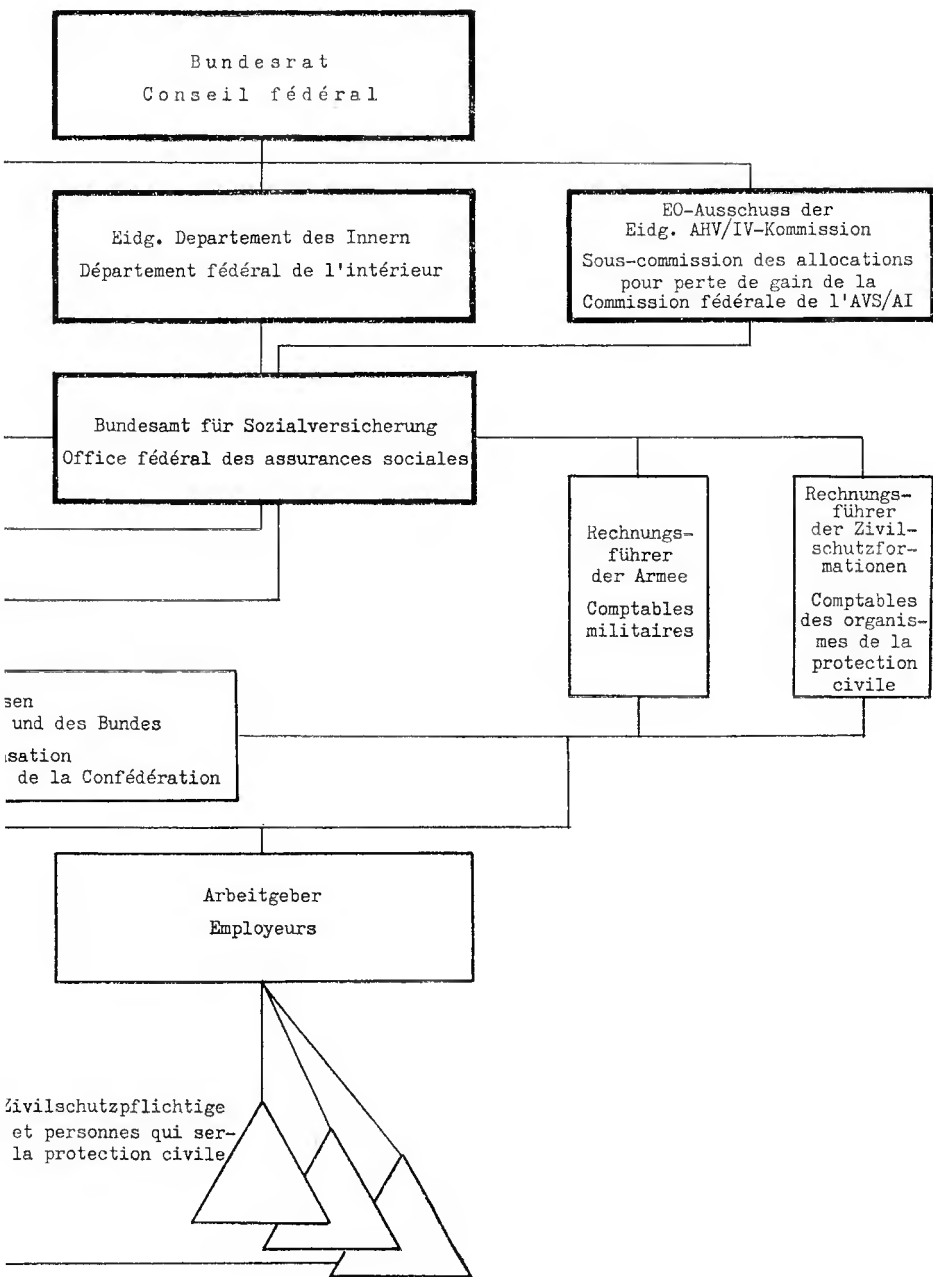 Bundesrat
Conseil fédéral
Eidg. Departement des Innern
Département fédéral de l'intérieur
EO-Ausschuss der
Eidg. AHV/IV-Kommission
Sous-commission des allocations
pour perte de gain de la
Commission fédérale de l'AVS/AI
Bundesamt für Sozialversicherung
Office fédéral des assurances sociales
Rechnungs-
führer
der Armee
Comptables
militaires
Rechnungs-
führer
der Zivil-
schutzfor-
mationen
Comptables
des organis-
mes de la
protection
civile
sen
und des Bundes
sation
de la Confédération
Arbeitgeber
Employeurs
Zivilschutzpflichtige
et personnes qui ser-
la protection civile